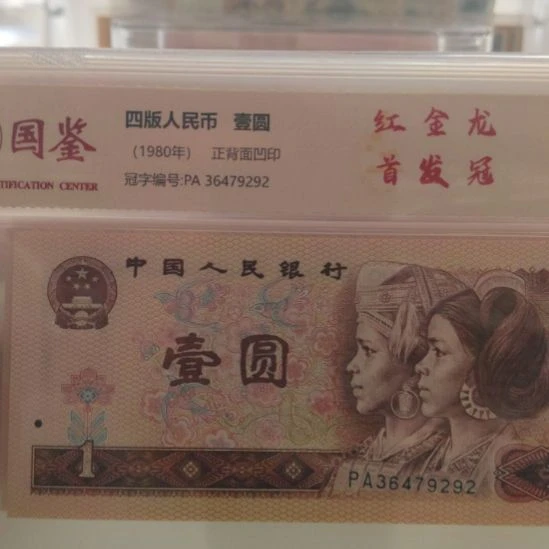 国鉴
TIFICATION CENTER
四版人民币 壹圆
(1980年) 正背面凹印
冠字编号:PA 36479292
红金龙
首发冠
中国人民银行
壹圆
1
PA36479292